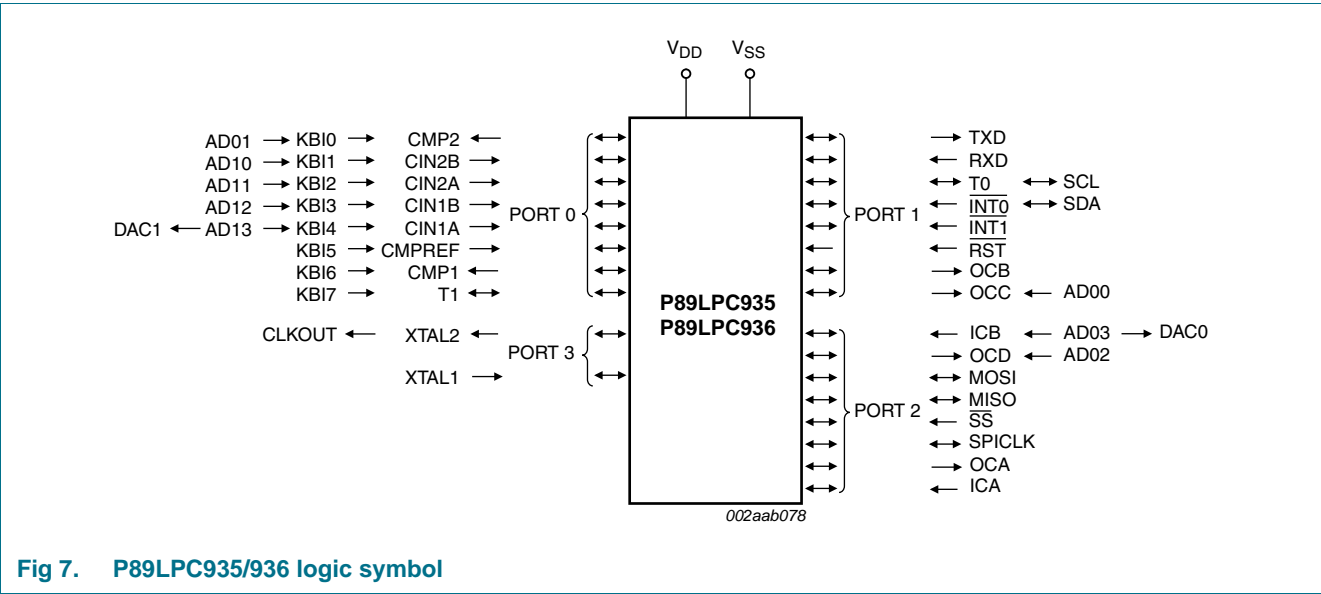 VDD VSS
AD01 KBI0 CMP2 TXD
AD10 KBI1 CIN2B RXD
AD11 KBI2 CIN2A T0 SCL
AD12 KBI3 CIN1B PORT 0 PORT 1 INT0 SDA
DAC1 AD13 KBI4 CIN1A INT1
KBI5 CMPREF RST
KBI6 CMP1 OCB
KBI7 T1 OCC AD00
P89LPC935
P89LPC936
CLKOUT XTAL2 ICB AD03 DAC0
PORT 3 OCD AD02
XTAL1 MOSI
MISO
PORT 2 SS
SPICLK
OCA
ICA
002aab078
Fig 7. P89LPC935/936 logic symbol